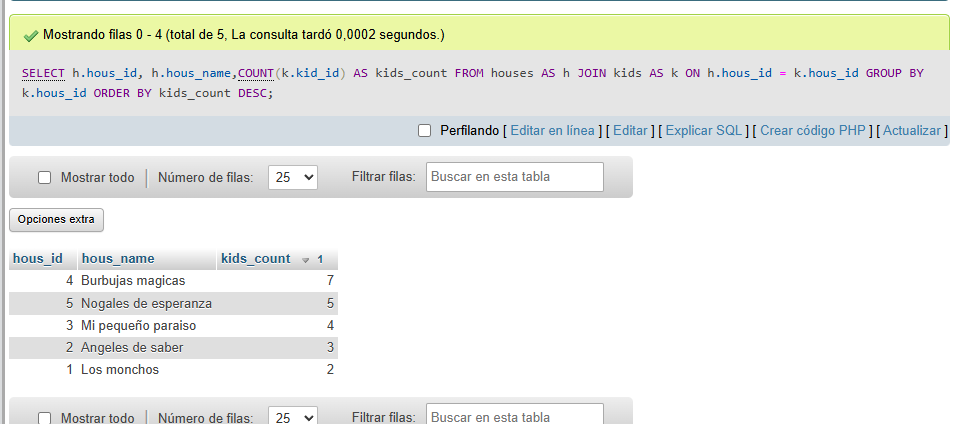 Mostrando filas 0 - 4 (total de 5, La consulta tardó 0,0002 segundos.)
SELECT h.hous_id, h.hous_name,COUNT(k.kid_id) AS kids_count FROM houses AS h JOIN kids AS k ON h.hous_id = k.hous_id GROUP BY
k.hous_id ORDER BY kids_count DESC;
Perfilando [ Editar en línea ] [ Editar ] [ Explicar SQL ] [ Crear código PHP ] [ Actualizar ]
Mostrar todo Número de filas: 25 Filtrar filas: Buscar en esta tabla
Opciones extra
hous_id hous_name kids_count 1
4 Burbujas magicas 7
5 Nogales de esperanza 5
3 Mi pequeño paraiso 4
2 Angeles de saber 3
1 Los monchos 2
Mostrar todo Número de filas: 25 Filtrar filas: Buscar en esta tabla